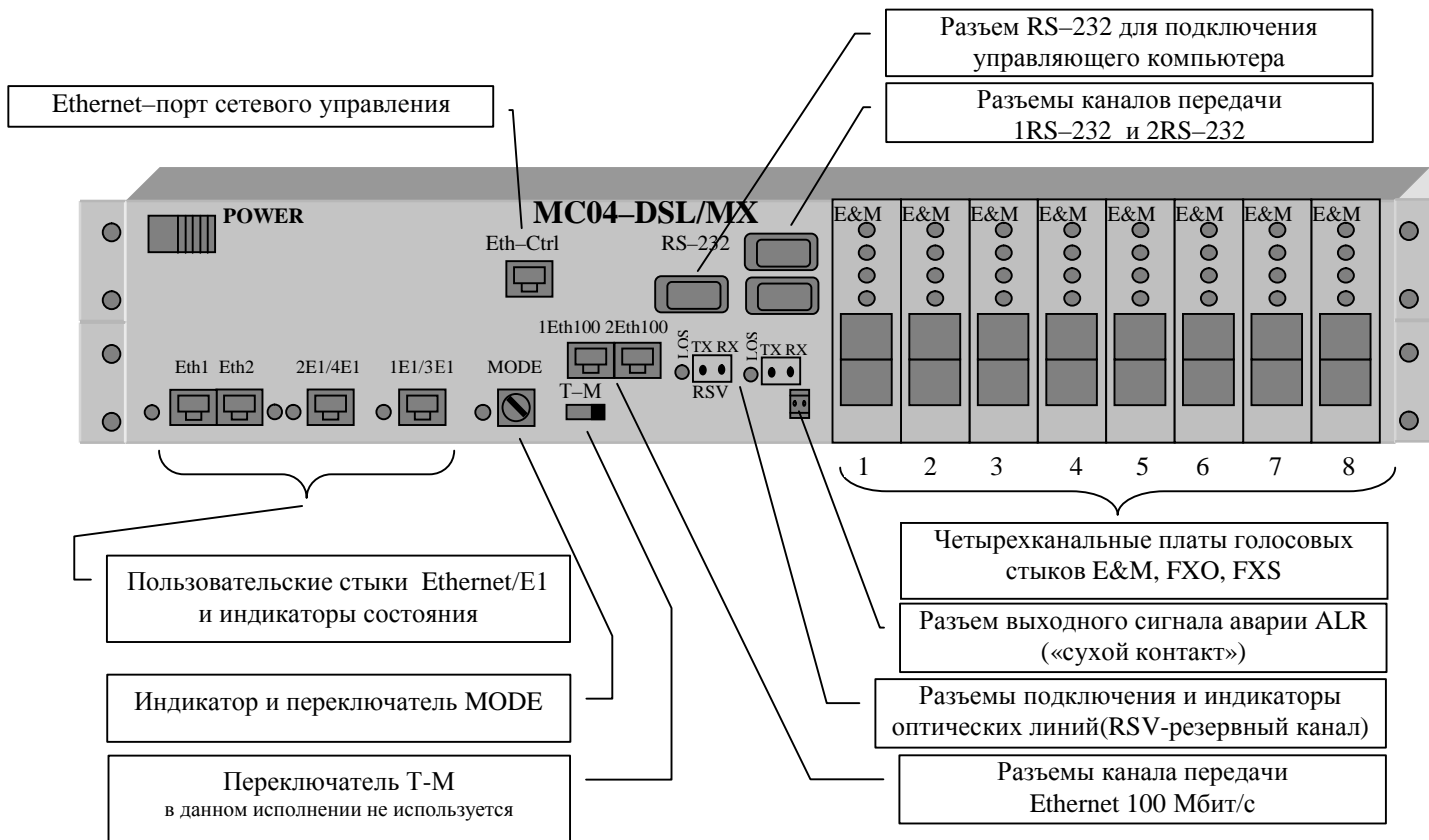 Разъем RS–232 для подключения
управляющего компьютера
Ethernet–порт сетевого управления
Разъемы каналов передачи
1RS–232 и 2RS–232
POWER
MC04–DSL/MX
Eth–Ctrl
RS–232
E&M E&M E&M E&M E&M E&M E&M E&M
1Eth100 2Eth100
LOS
TX RX
RSV
LOS
TX RX
Eth1 Eth2
2E1/4E1
1E1/3E1
MODE
T–M
1 2 3 4 5 6 7 8
Четырехканальные платы голосовых
стыков E&M, FXO, FXS
Пользовательские стыки Ethernet/E1
и индикаторы состояния
Разъем выходного сигнала аварии ALR
(«сухой контакт»)
Индикатор и переключатель MODE
Разъемы подключения и индикаторы
оптических линий(RSV-резервный канал)
Переключатель T-M
в данном исполнении не используется
Разъемы канала передачи
Ethernet 100 Мбит/с